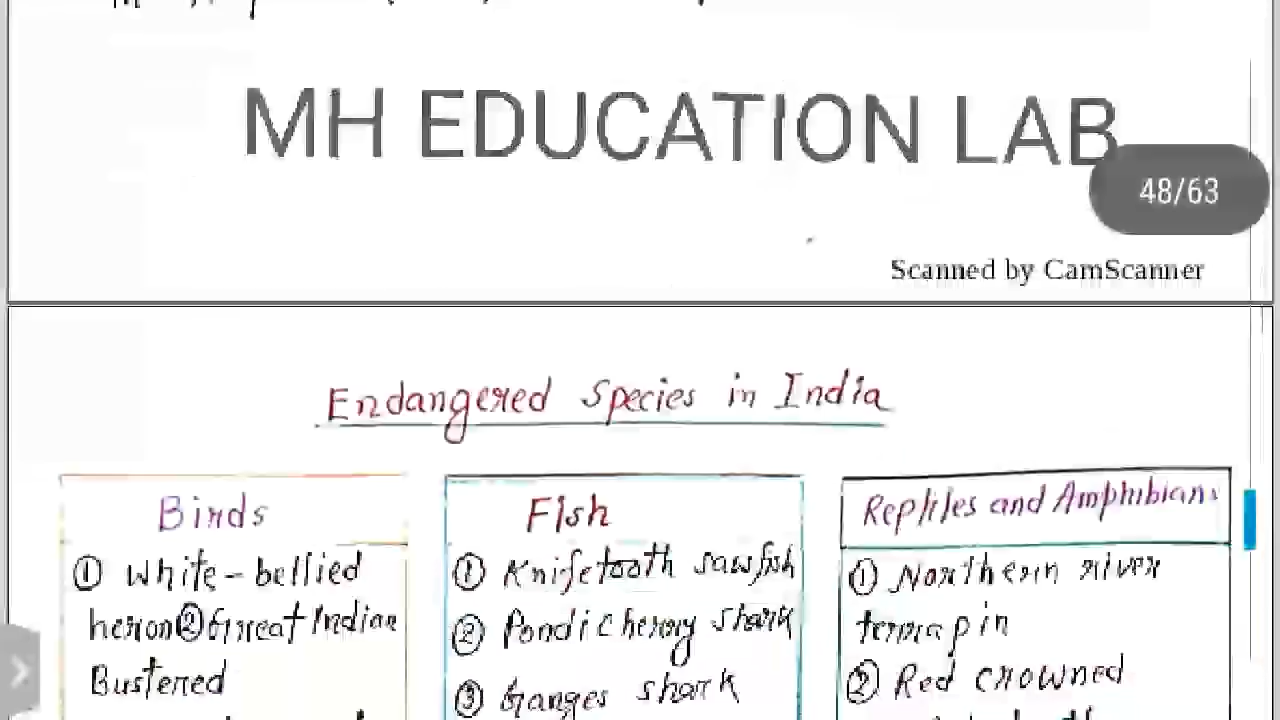 MH EDUCATION LAB
48/63
Scanned by CamScanner
Endangered Species in India
Birds
① White-bellied
heron ② Great Indian
Bustered
Fish
① Knifetooth sawfish
② Pondicherry shark
③ Ganges shark
Reptiles and Amphibians
① Northern river
terrapin
② Red crowned